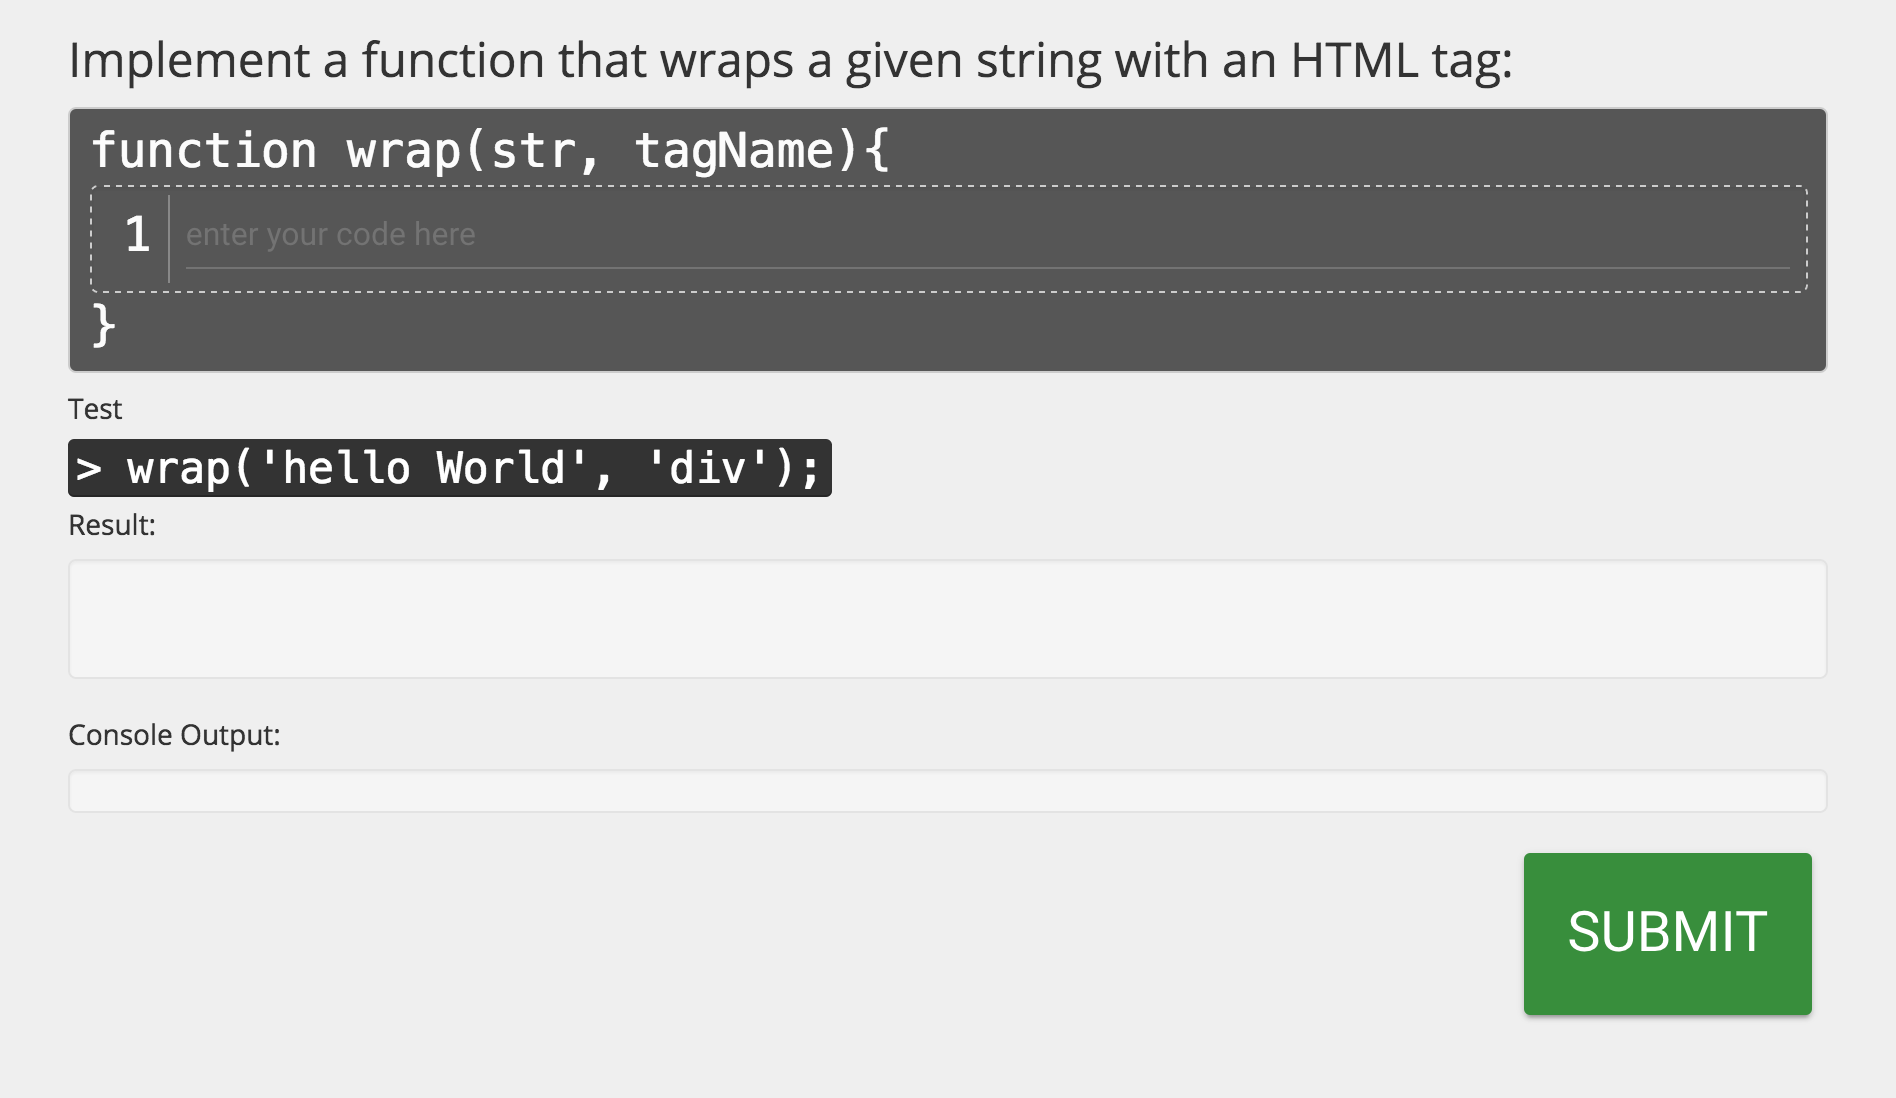 Implement a function that wraps a given string with an HTML tag:
function wrap(str, tagName){
1 enter your code here
}
Test
> wrap('hello World', 'div');
Result:
Console Output:
SUBMIT